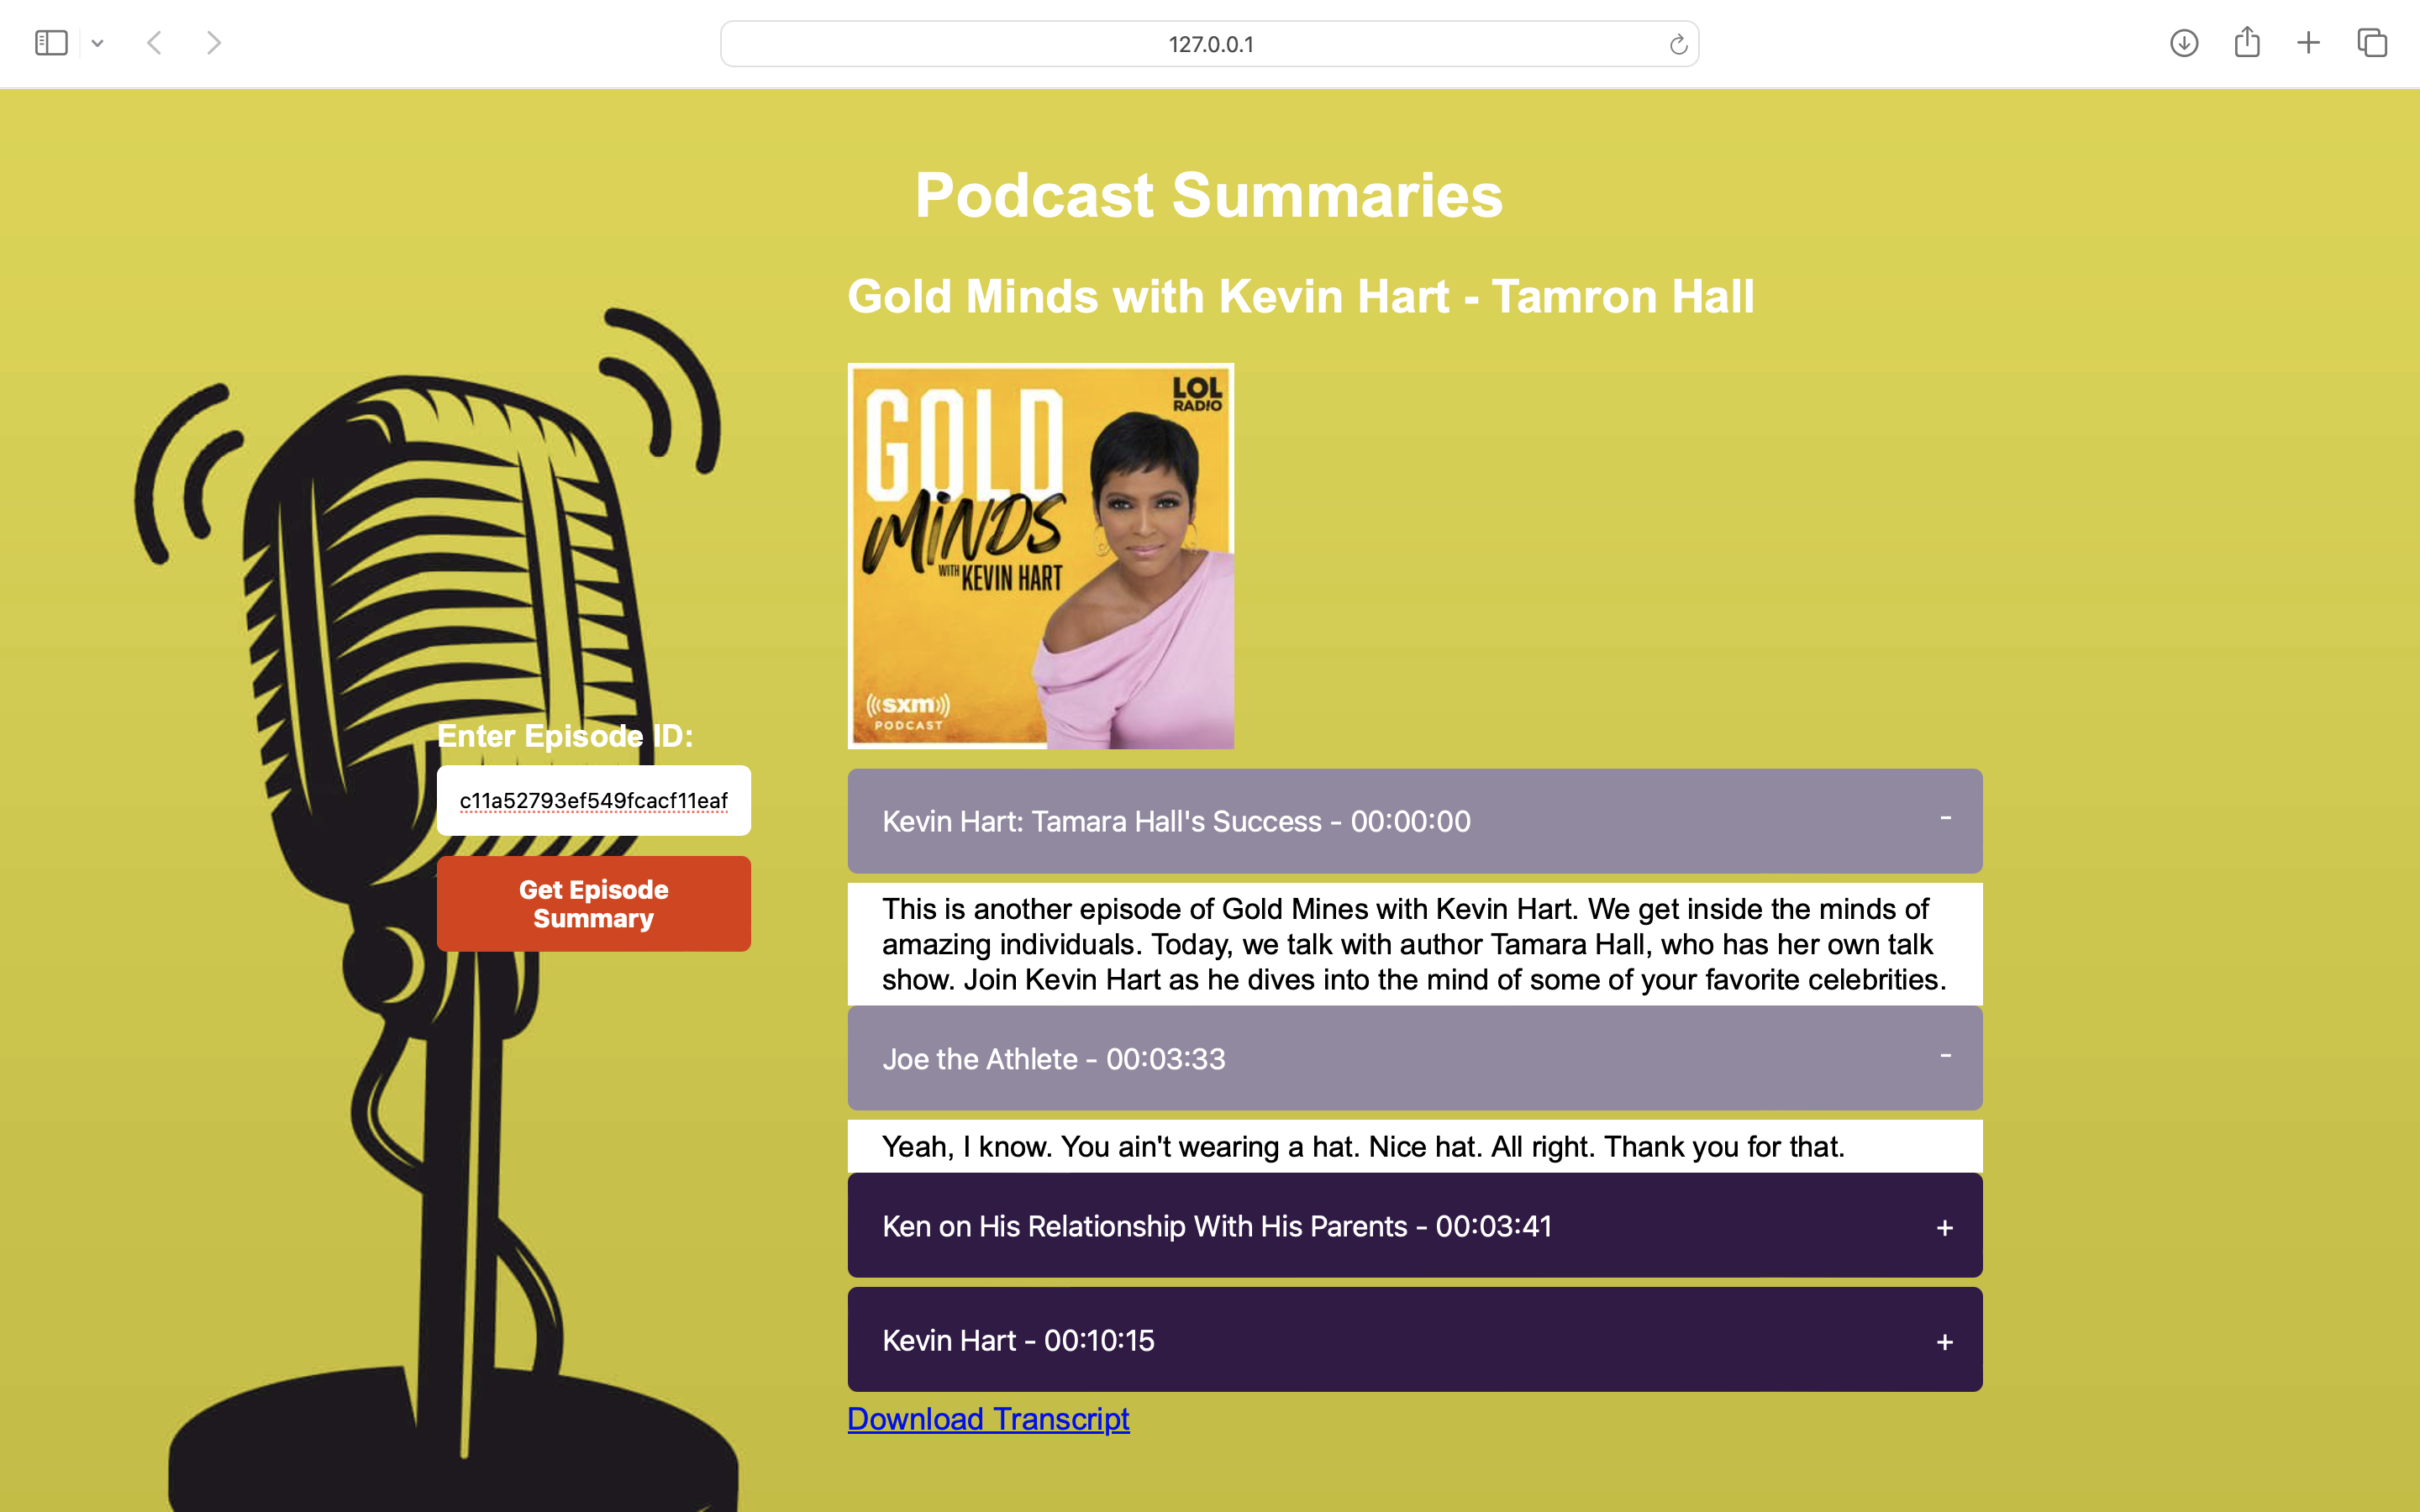 127.0.0.1
Podcast Summaries
Gold Minds with Kevin Hart - Tamron Hall
LOL
RADIO
GOLD
MINDS
WITH KEVIN HART
((sxm))
PODCAST
Enter Episode ID:
c11a52793ef549fcacf11eaf
Get Episode
Summary
Kevin Hart: Tamara Hall's Success - 00:00:00 -
This is another episode of Gold Mines with Kevin Hart. We get inside the minds of
amazing individuals. Today, we talk with author Tamara Hall, who has her own talk
show. Join Kevin Hart as he dives into the mind of some of your favorite celebrities.
Joe the Athlete - 00:03:33 -
Yeah, I know. You ain't wearing a hat. Nice hat. All right. Thank you for that.
Ken on His Relationship With His Parents - 00:03:41 +
Kevin Hart - 00:10:15 +
Download Transcript